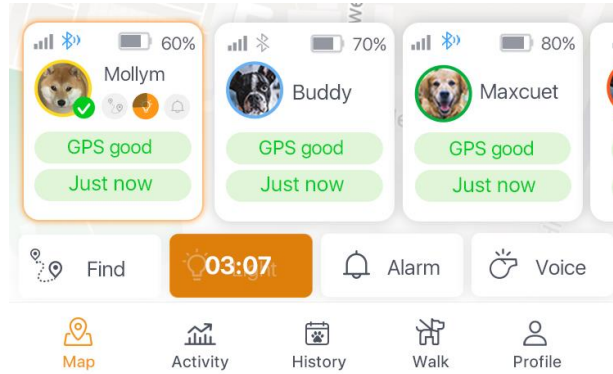 60%
Mollym
GPS good
Just now
70%
Buddy
GPS good
Just now
80%
Maxcuet
GPS good
Just now
Find
03:07
Light
Alarm
Voice
Map
Activity
History
Walk
Profile